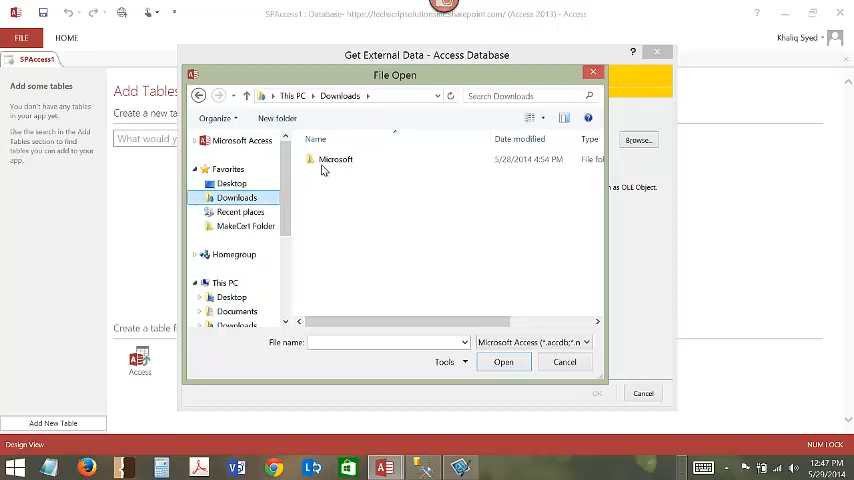 SPAccess1 : Database- https://techscripsolutionsllc.sharepoint.com/ (Access 2013) - Access
FILE
HOME
Khaliq Syed
SPAccess1
Get External Data - Access Database
File Open
Add some tables
You don't have any tables in your app yet.
Use the search in the Add Tables section to find tables you can add to your app.
Add Tables
Create a new ta
What would y
This PC
Downloads
Search Downloads
Organize
New folder
Browse...
as OLE Object.
Microsoft Access
Favorites
Desktop
Downloads
Recent places
MakeCert Folder
Homegroup
This PC
Desktop
Documents
Downloads
Name
Date modified
Type
Microsoft
5/28/2014 4:54 PM
File fo
File name:
Microsoft Access (*.accdb;*.n
Tools
Open
Cancel
OK
Cancel
Create a table f
Access
Add New Table
Design View
NUM LOCK
12:47 PM
5/29/2014